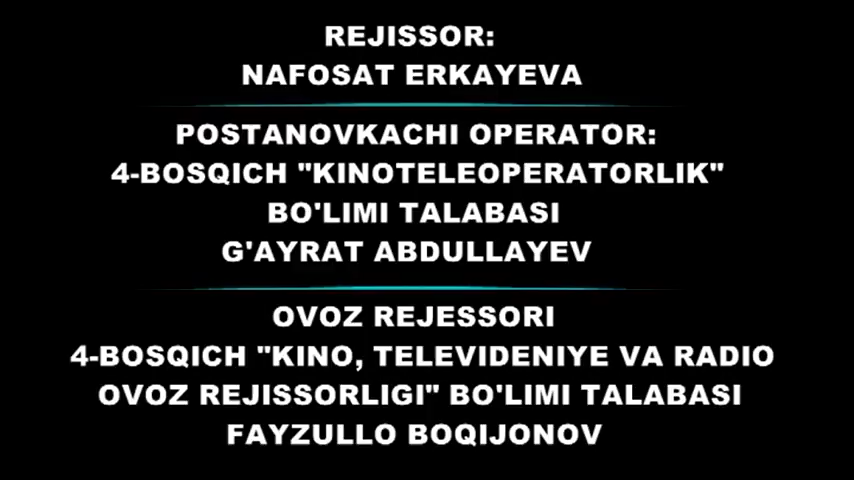 REJISSOR:
NAFOSAT ERKAYEVA
POSTANOVKACHI OPERATOR:
4-BOSQICH "KINOTELEOPERATORLIK"
BO'LIMI TALABASI
G'AYRAT ABDULLAYEV
OVOZ REJESSORI
4-BOSQICH "KINO, TELEVIDENIYE VA RADIO
OVOZ REJISSORLIGI" BO'LIMI TALABASI
FAYZULLO BOQIJONOV